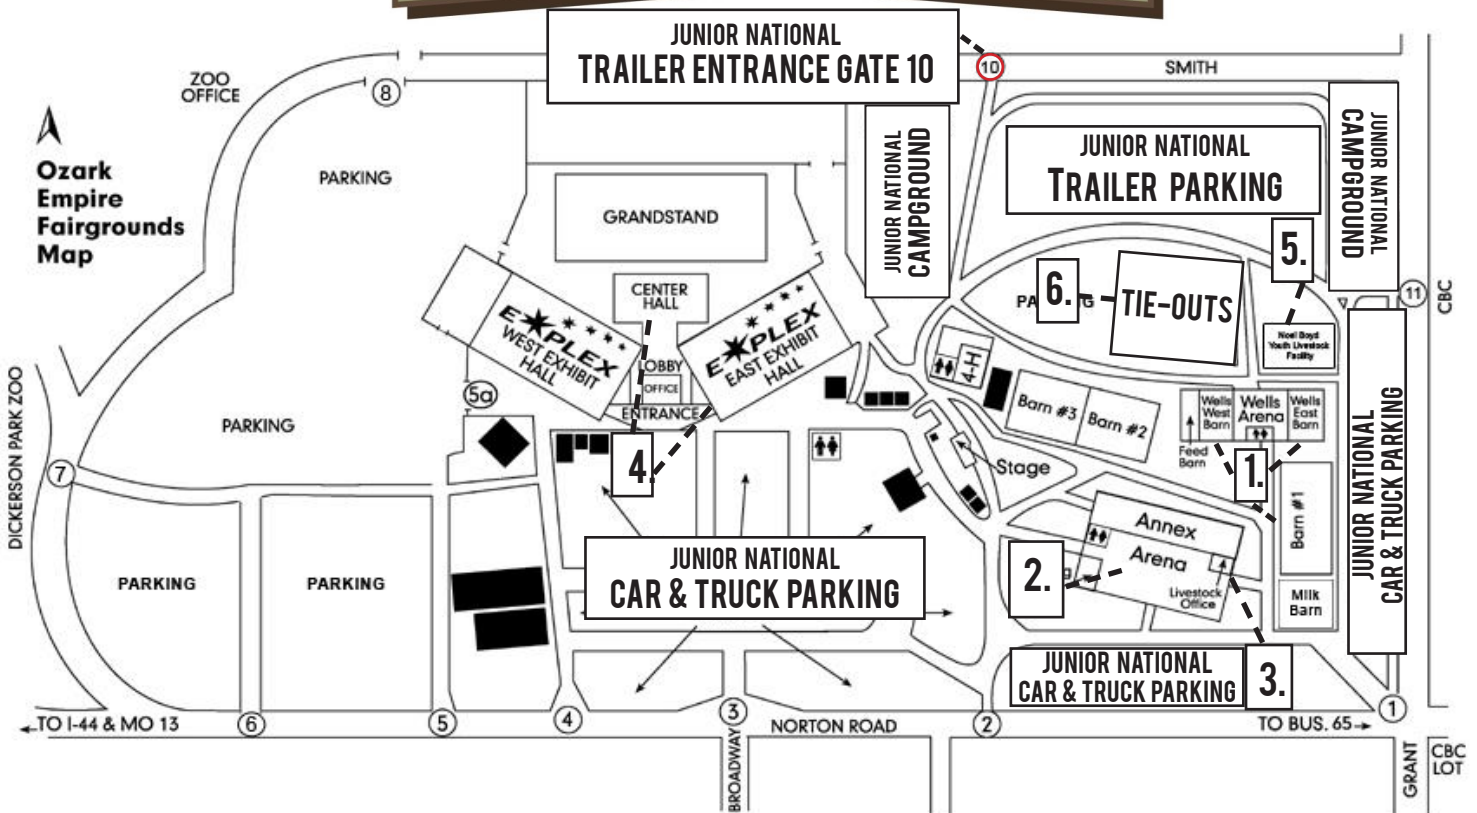 JUNIOR NATIONAL
TRAILER ENTRANCE GATE 10
10
SMITH
ZOO
OFFICE
8
Ozark
Empire
Fairgrounds
Map
PARKING
GRANDSTAND
JUNIOR NATIONAL
CAMPGROUND
JUNIOR NATIONAL
TRAILER PARKING
JUNIOR NATIONAL
CAMPGROUND
5.
6.
TIE-OUTS
11
CBC
CENTER
HALL
E*PLEX
WEST EXHIBIT
HALL
E*PLEX
EAST EXHIBIT
HALL
LOBBY
OFFICE
ENTRANCE
Noel Boyd
Youth Livestock
Facility
4-H
Barn #3
Barn #2
Wells
West
Barn
Wells
Arena
Wells
East
Barn
Feed
Barn
5a
PARKING
DICKERSON PARK ZOO
7
4.
Stage
1.
Barn #1
JUNIOR NATIONAL
CAR & TRUCK PARKING
Annex
Arena
Livestock
Office
2.
Milk
Barn
PARKING
PARKING
JUNIOR NATIONAL
CAR & TRUCK PARKING
JUNIOR NATIONAL
CAR & TRUCK PARKING
3.
TO I-44 & MO 13
6
5
4
3
NORTON ROAD
2
TO BUS. 65
1
BROADWAY
GRANT
CBC
LOT